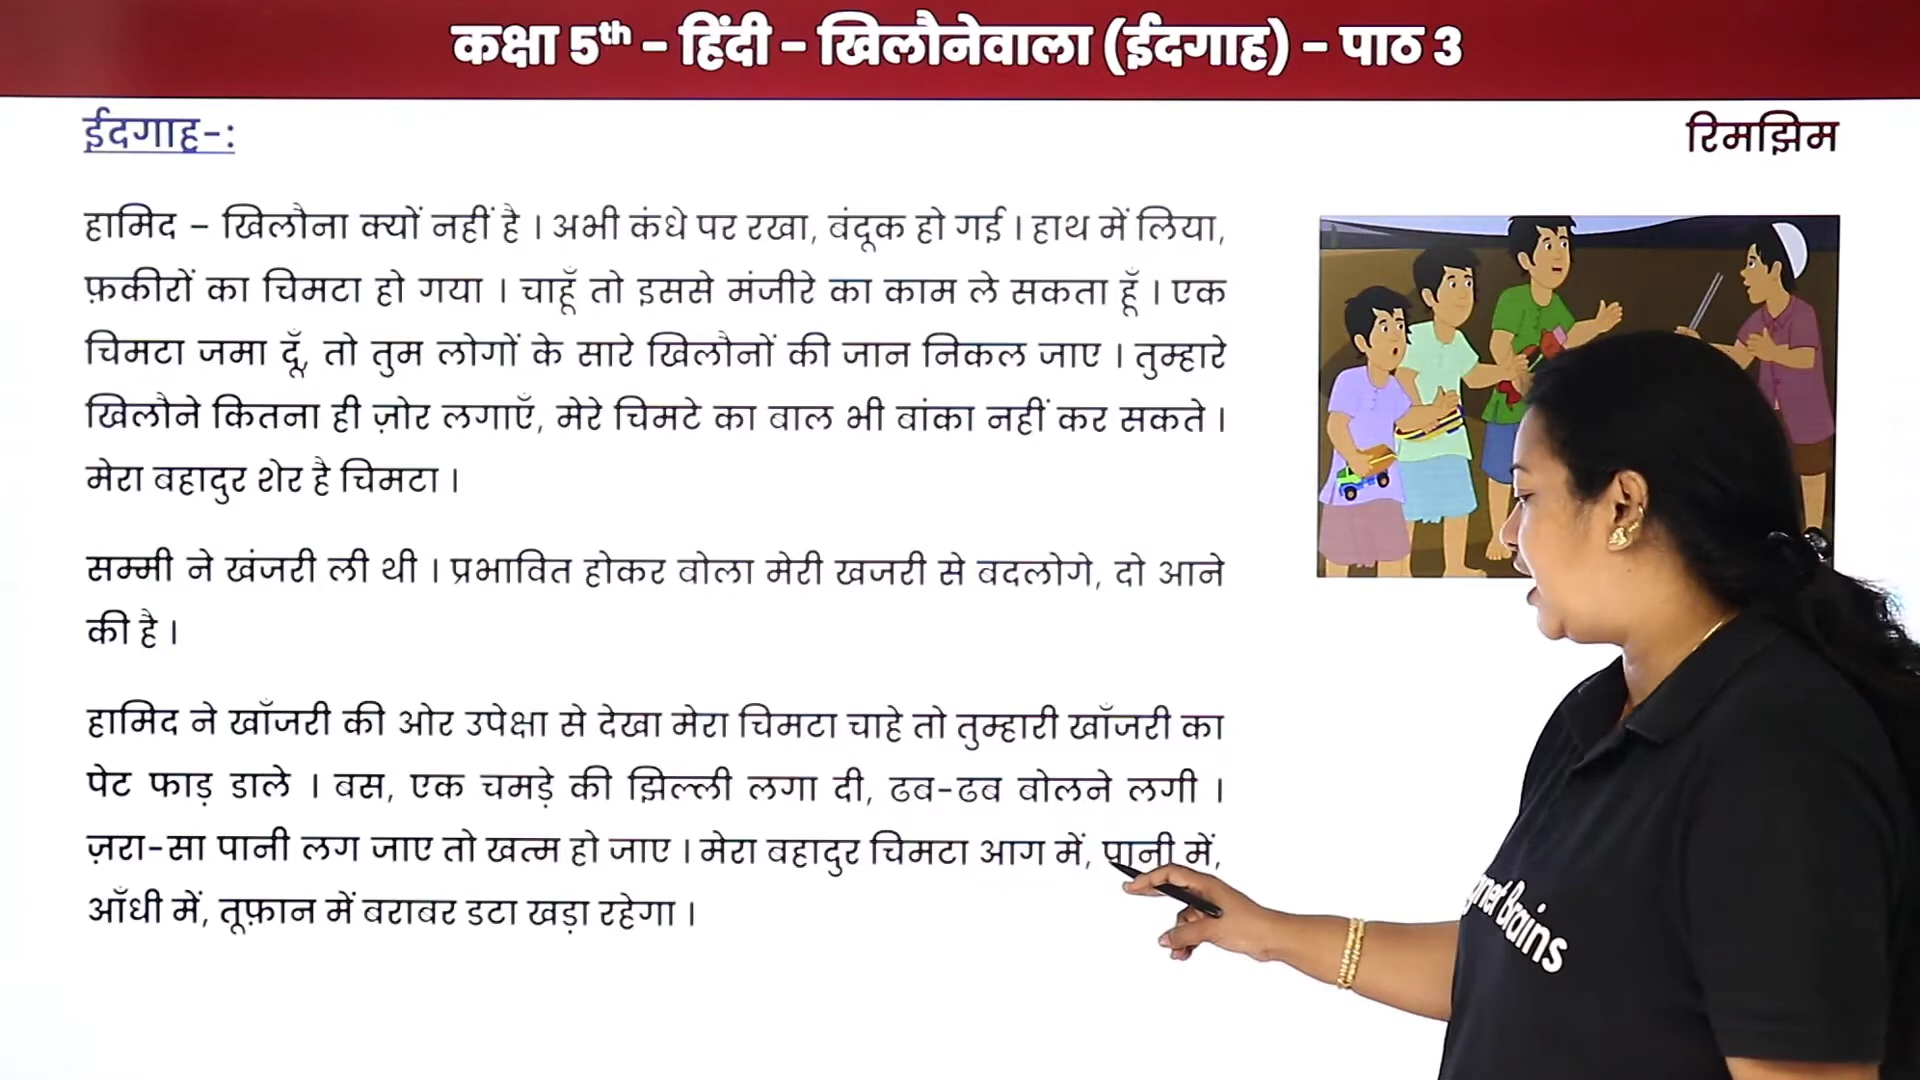 कक्षा 5th - हिंदी - खिलौनेवाला (ईदगाह) - पाठ 3
ईदगाह-:
रिमझिम
हामिद – खिलौना क्यों नहीं है । अभी कंधे पर रखा, बंदूक हो गई । हाथ में लिया,
फ़कीरों का चिमटा हो गया । चाहूँ तो इससे मंजीरे का काम ले सकता हूँ । एक
चिमटा जमा दूँ, तो तुम लोगों के सारे खिलौनों की जान निकल जाए । तुम्हारे
खिलौने कितना ही ज़ोर लगाएँ, मेरे चिमटे का बाल भी बांका नहीं कर सकते ।
मेरा बहादुर शेर है चिमटा ।
सम्मी ने खंजरी ली थी । प्रभावित होकर बोला मेरी खजरी से बदलोगे, दो आने
की है ।
हामिद ने खाँजरी की ओर उपेक्षा से देखा मेरा चिमटा चाहे तो तुम्हारी खाँजरी का
पेट फाड़ डाले । बस, एक चमड़े की झिल्ली लगा दी, ढब-ढब बोलने लगी ।
ज़रा-सा पानी लग जाए तो खत्म हो जाए । मेरा बहादुर चिमटा आग में, पानी में,
आँधी में, तूफ़ान में बराबर डटा खड़ा रहेगा ।
Brains